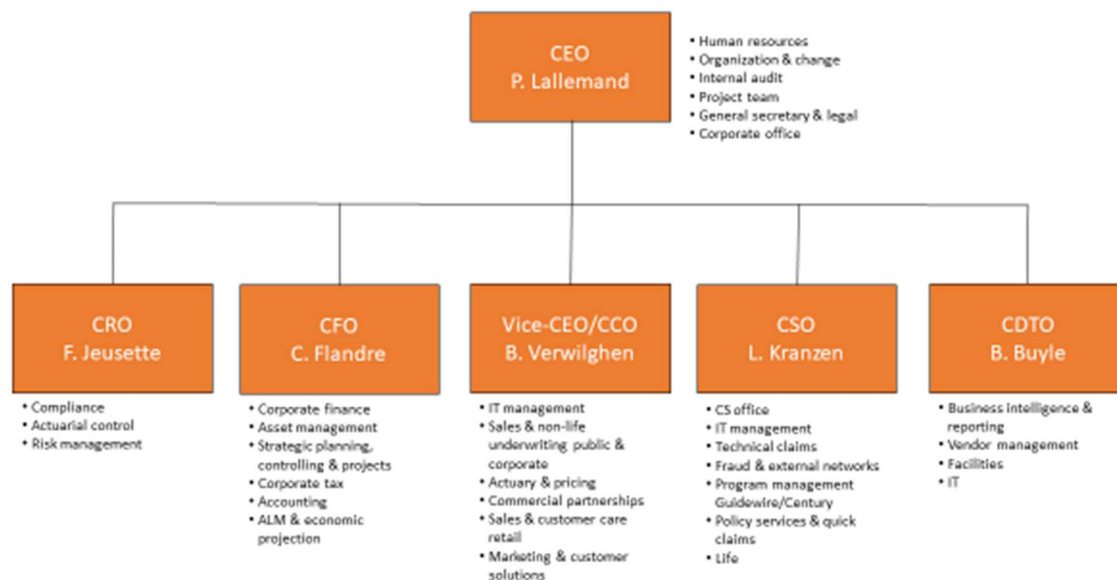 CEO
P. Lallemand
• Human resources
• Organization & change
• Internal audit
• Project team
• General secretary & legal
• Corporate office
CRO
F. Jeusette
• Compliance
• Actuarial control
• Risk management
CFO
C. Flandre
• Corporate finance
• Asset management
• Strategic planning,
controlling & projects
• Corporate tax
• Accounting
• ALM & economic
projection
Vice-CEO/CCO
B. Verwilghen
• IT management
• Sales & non-life
underwriting public &
corporate
• Actuary & pricing
• Commercial partnerships
• Sales & customer care
retail
• Marketing & customer
solutions
CSO
L. Kranzen
• CS office
• IT management
• Technical claims
• Fraud & external networks
• Program management
Guidewire/Century
• Policy services & quick
claims
• Life
CDTO
B. Buyle
• Business intelligence &
reporting
• Vendor management
• Facilities
• IT